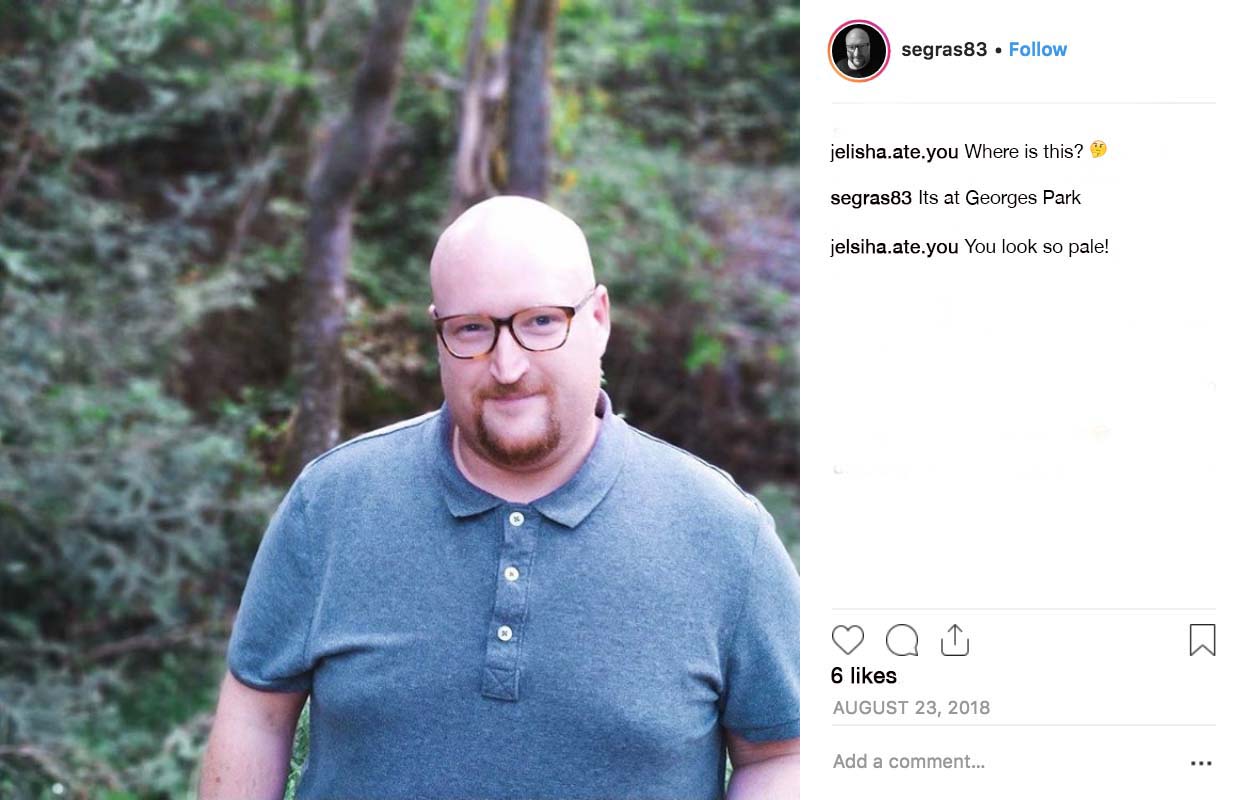 segras83 • Follow
jelisha.ate.you Where is this? 🤔
segras83 Its at Georges Park
jelsiha.ate.you You look so pale!
6 likes
AUGUST 23, 2018
Add a comment...